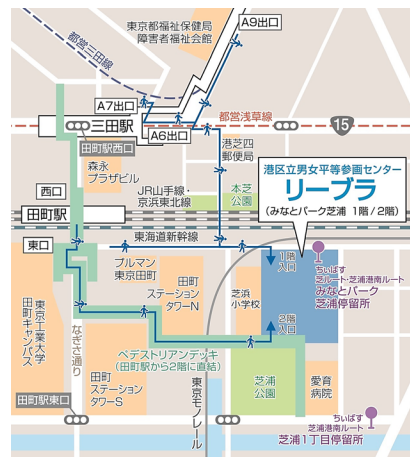 東京都福祉保健局
障害者福祉会館
A9出口
都営三田線
A7出口
都営浅草線
15
三田駅
A6出口
田町駅西口
港芝四
郵便局
森永
プラザビル
港区立男女平等参画センター
リーブラ
(みなとパーク芝浦 1階/2階)
西口
JR山手線・
京浜東北線
本芝
公園
田町駅
東海道新幹線
東口
プルマン
東京田町
1階
入口
ちぃばす
芝ルート・芝浦港南ルート
みなとパーク
芝浦停留所
田町
ステーション
タワーN
芝浜
小学校
2階
入口
東京工業大学
田町キャンパス
なぎさ通り
ペデストリアンデッキ
(田町駅から2階に直結)
田町
ステーション
タワーS
東京モノレール
芝浦
公園
愛育
病院
田町駅東口
ちぃばす
芝浦港南ルート
芝浦1丁目停留所